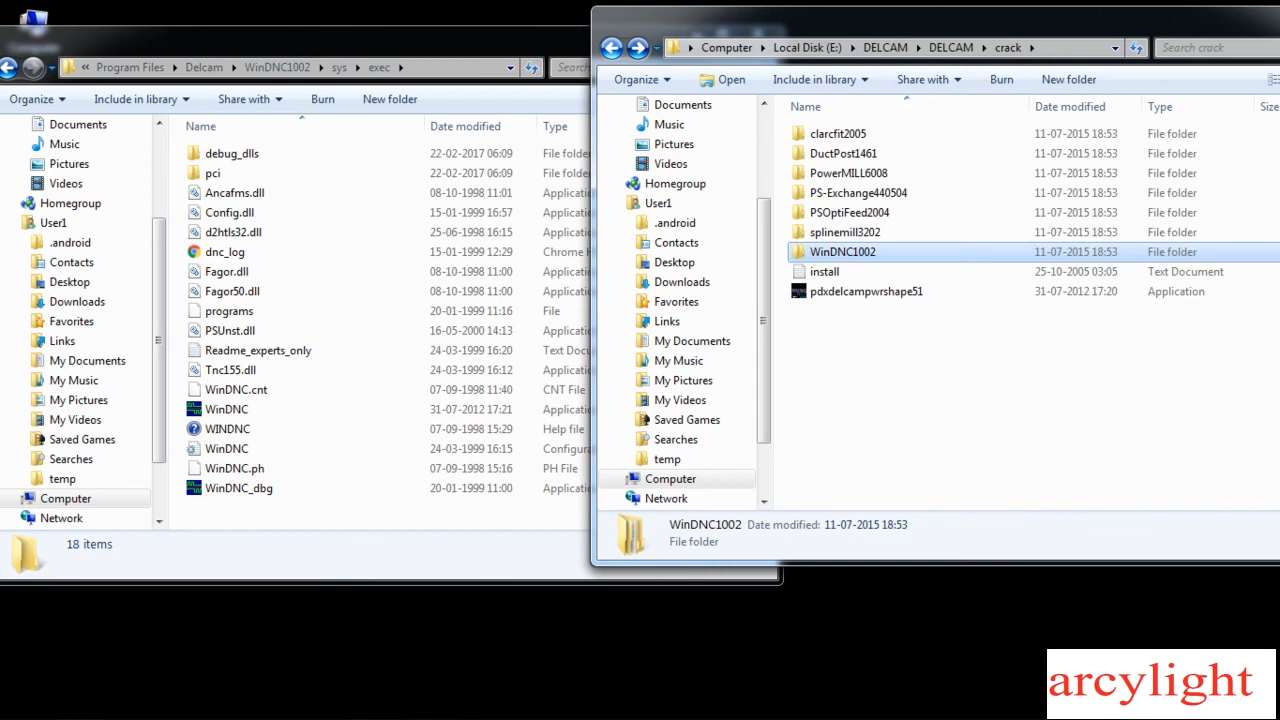 Computer
Program Files
Delcam
WinDNC1002
sys
exec
Search
Organize
Include in library
Share with
Burn
New folder
Documents
Music
Pictures
Videos
Homegroup
User1
.android
Contacts
Desktop
Downloads
Favorites
Links
My Documents
My Music
My Pictures
My Videos
Saved Games
Searches
temp
Computer
Network
Name Date modified Type
debug_dlls 22-02-2017 06:09 File folder
pci 22-02-2017 06:09 File folder
Ancafms.dll 08-10-1998 11:01 Applicatio
Config.dll 15-01-1999 16:57 Applicatio
d2htls32.dll 25-06-1998 16:15 Applicatio
dnc_log 15-01-1999 12:29 Chrome H
Fagor.dll 08-10-1998 11:00 Applicatio
Fagor50.dll 08-10-1998 11:00 Applicatio
programs 20-01-1999 11:16 File
PSUnst.dll 16-05-2000 14:13 Applicatio
Readme_experts_only 24-03-1999 16:20 Text Docu
Tnc155.dll 24-03-1999 16:12 Applicatio
WinDNC.cnt 07-09-1998 11:40 CNT File
WinDNC 31-07-2012 17:21 Applicatio
WINDNC 07-09-1998 15:29 Help file
WinDNC 24-03-1999 16:15 Configura
WinDNC.ph 07-09-1998 15:16 PH File
WinDNC_dbg 20-01-1999 11:00 Applicatio
18 items
Computer
Local Disk (E:)
DELCAM
DELCAM
crack
Search crack
Organize
Open
Include in library
Share with
Burn
New folder
Documents
Music
Pictures
Videos
Homegroup
User1
.android
Contacts
Desktop
Downloads
Favorites
Links
My Documents
My Music
My Pictures
My Videos
Saved Games
Searches
temp
Computer
Network
Name Date modified Type Size
clarcfit2005 11-07-2015 18:53 File folder
DuctPost1461 11-07-2015 18:53 File folder
PowerMILL6008 11-07-2015 18:53 File folder
PS-Exchange440504 11-07-2015 18:53 File folder
PSOptiFeed2004 11-07-2015 18:53 File folder
splinemill3202 11-07-2015 18:53 File folder
WinDNC1002 11-07-2015 18:53 File folder
install 25-10-2005 03:05 Text Document
pdxdelcampwrshape51 31-07-2012 17:20 Application
WinDNC1002 Date modified: 11-07-2015 18:53
File folder
arcylight